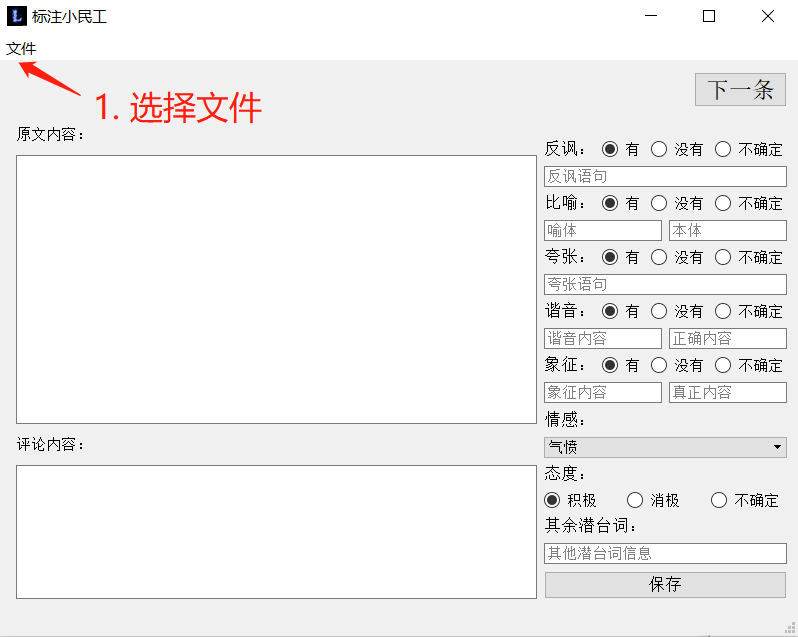 标注小民工
文件
1. 选择文件
下一条
原文内容：
反讽： 有 没有 不确定
反讽语句
比喻： 有 没有 不确定
喻体 本体
夸张： 有 没有 不确定
夸张语句
谐音： 有 没有 不确定
谐音内容 正确内容
象征： 有 没有 不确定
象征内容 真正内容
情感：
气愤
态度：
积极 消极 不确定
其余潜台词：
其他潜台词信息
保存
评论内容：